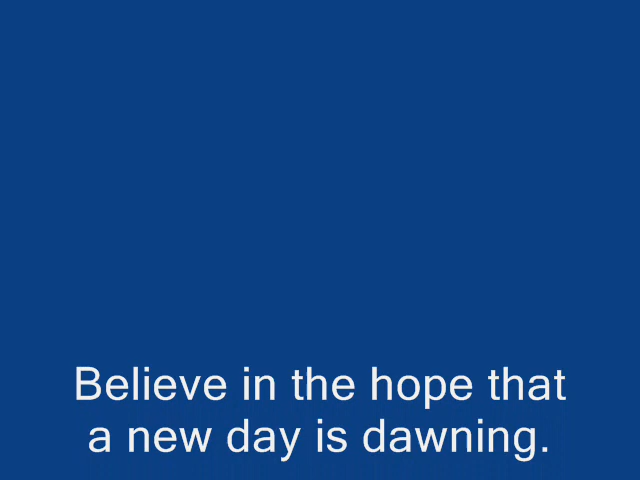 Believe in the hope that
a new day is dawning.